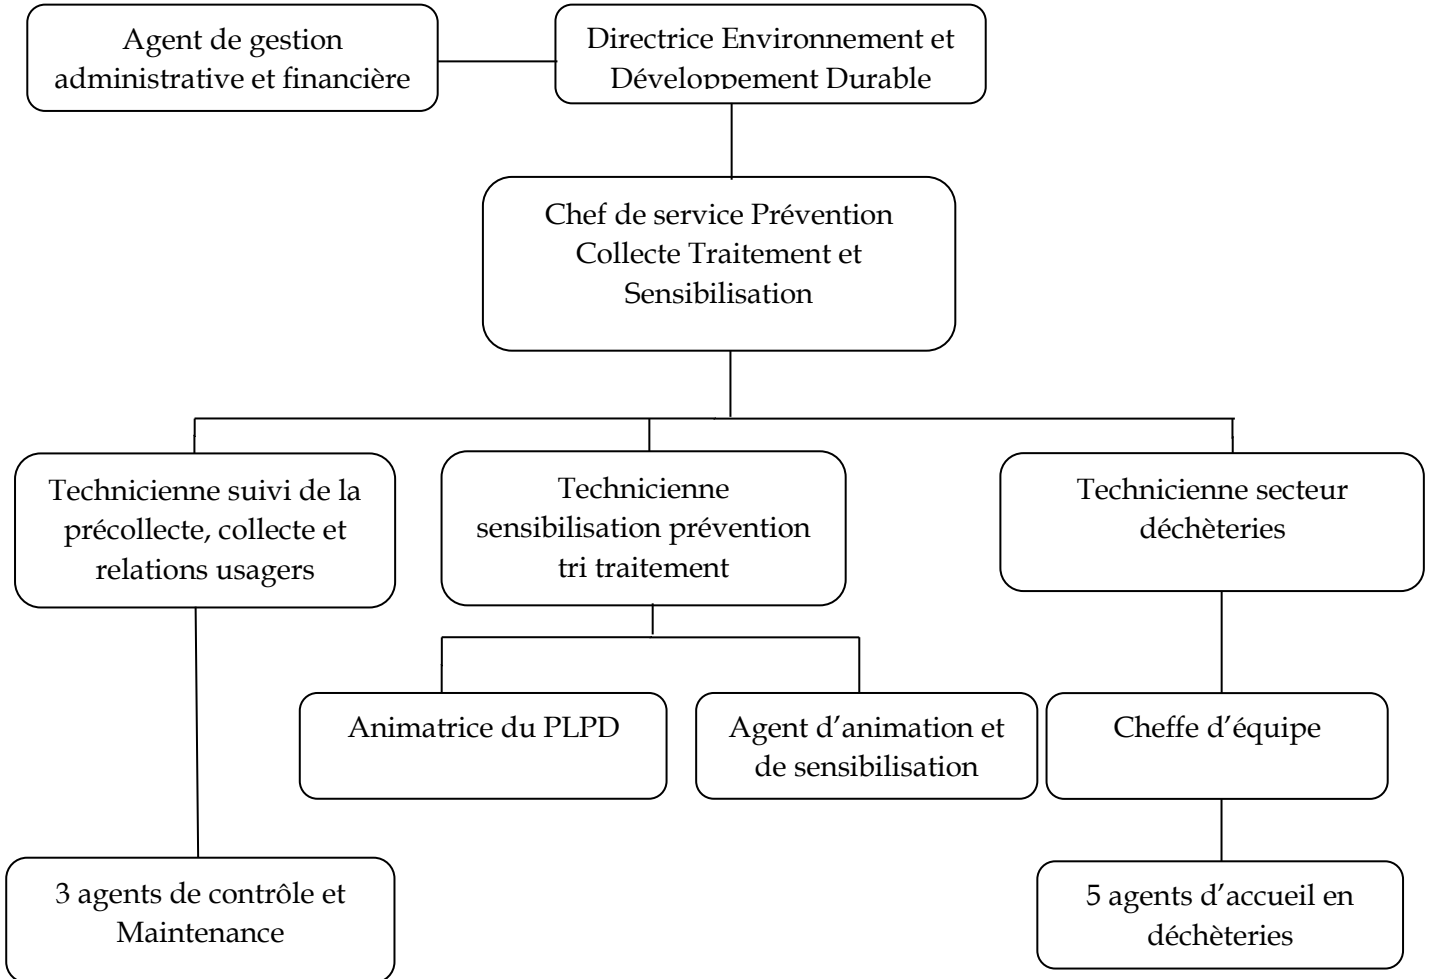 Agent de gestion
administrative et financière
Directrice Environnement et
Développement Durable
Chef de service Prévention
Collecte Traitement et
Sensibilisation
Technicienne suivi de la
précollecte, collecte et
relations usagers
Technicienne
sensibilisation prévention
tri traitement
Technicienne secteur
déchèteries
Animatrice du PLPD
Agent d’animation et
de sensibilisation
Cheffe d’équipe
3 agents de contrôle et
Maintenance
5 agents d’accueil en
déchèteries